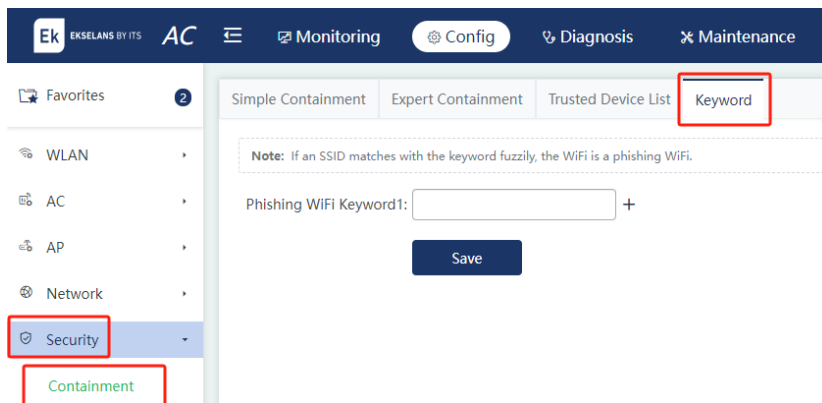 Ek EKSELANS BY ITS AC Monitoring Config Diagnosis Maintenance
Favorites 2
Simple Containment Expert Containment Trusted Device List Keyword
Note: If an SSID matches with the keyword fuzzily, the WiFi is a phishing WiFi.
WLAN
AC
Phishing WiFi Keyword1: +
AP
Save
Network
Security
Containment